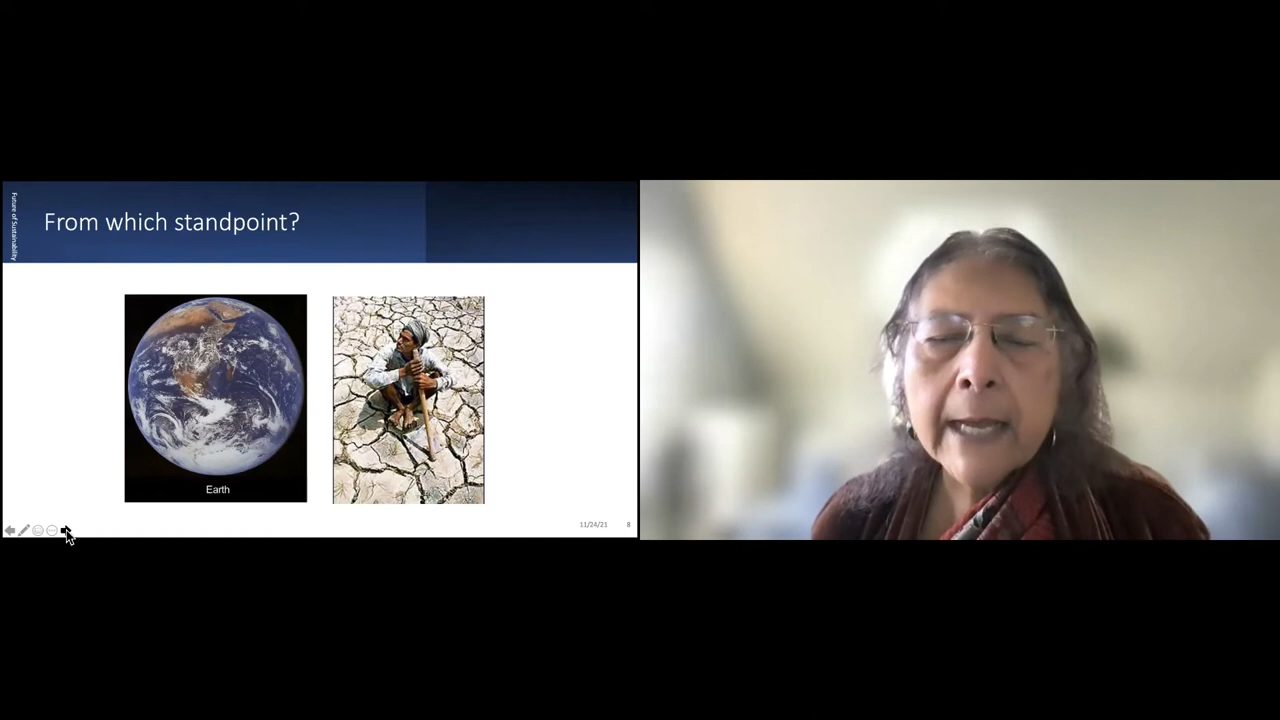 Future of Sustainability
From which standpoint?
Earth
11/24/21 8